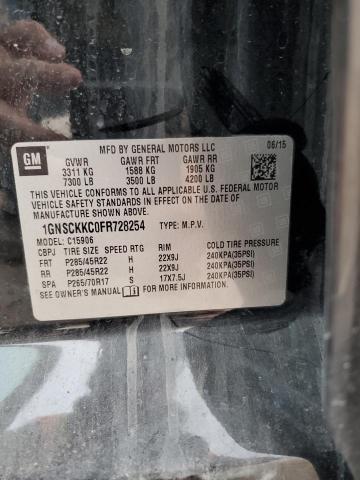 GM
MFD BY GENERAL MOTORS LLC 06/15
GVWR GAWR FRT GAWR RR
3311 KG 1588 KG 1905 KG
7300 LB 3500 LB 4200 LB
THIS VEHICLE CONFORMS TO ALL APPLICABLE U.S. FEDERAL MOTOR
VEHICLE SAFETY, BUMPER, AND THEFT PREVENTION STANDARDS IN
EFFECT ON THE DATE OF MANUFACTURE SHOWN ABOVE.
1GNSCKKC0FR728254 TYPE: M.P.V.
MODEL: C15906
CBPJ TIRE SIZE SPEED RTG RIM COLD TIRE PRESSURE
FRT P285/45R22 H 22X9J 240KPA(35PSI)
RR P285/45R22 H 22X9J 240KPA(35PSI)
SPA P265/70R17 S 17X7.5J 240KPA(35PSI)
SEE OWNER'S MANUAL FOR MORE INFORMATION.